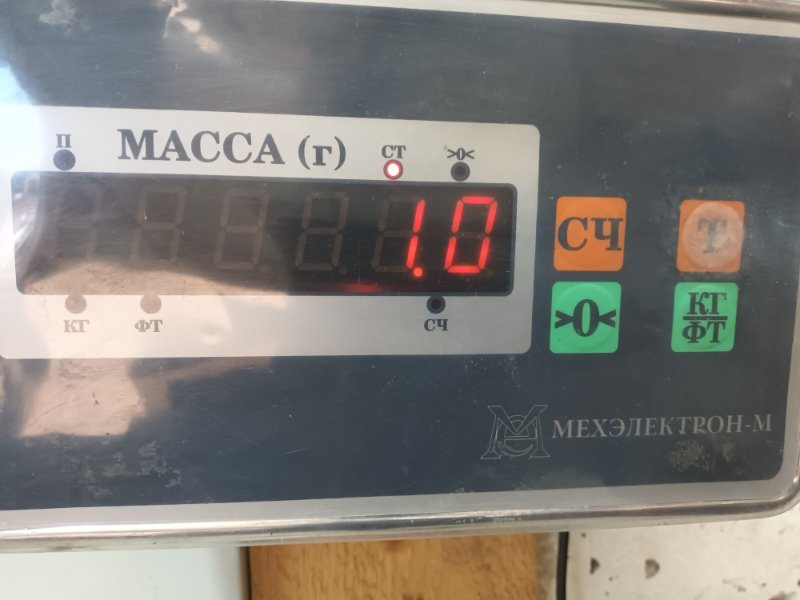 П
МАССА (г)
СТ
>0<
1.0
КГ
ФТ
СЧ
СЧ
Т
>0<
КГ
ФТ
МЕХЭЛЕКТРОН-М